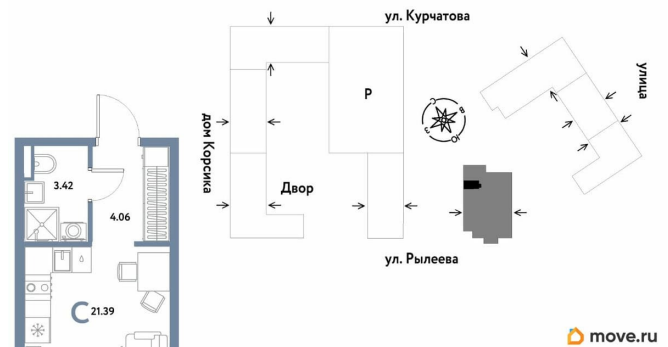 ул. Курчатова
улица
дом Корсика
Р
С
В
З
Ю
Двор
3.42
4.06
С 21.39
ул. Рылеева
move.ru